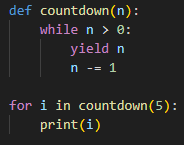 def countdown(n):
    while n > 0:
        yield n
        n -= 1

for i in countdown(5):
    print(i)